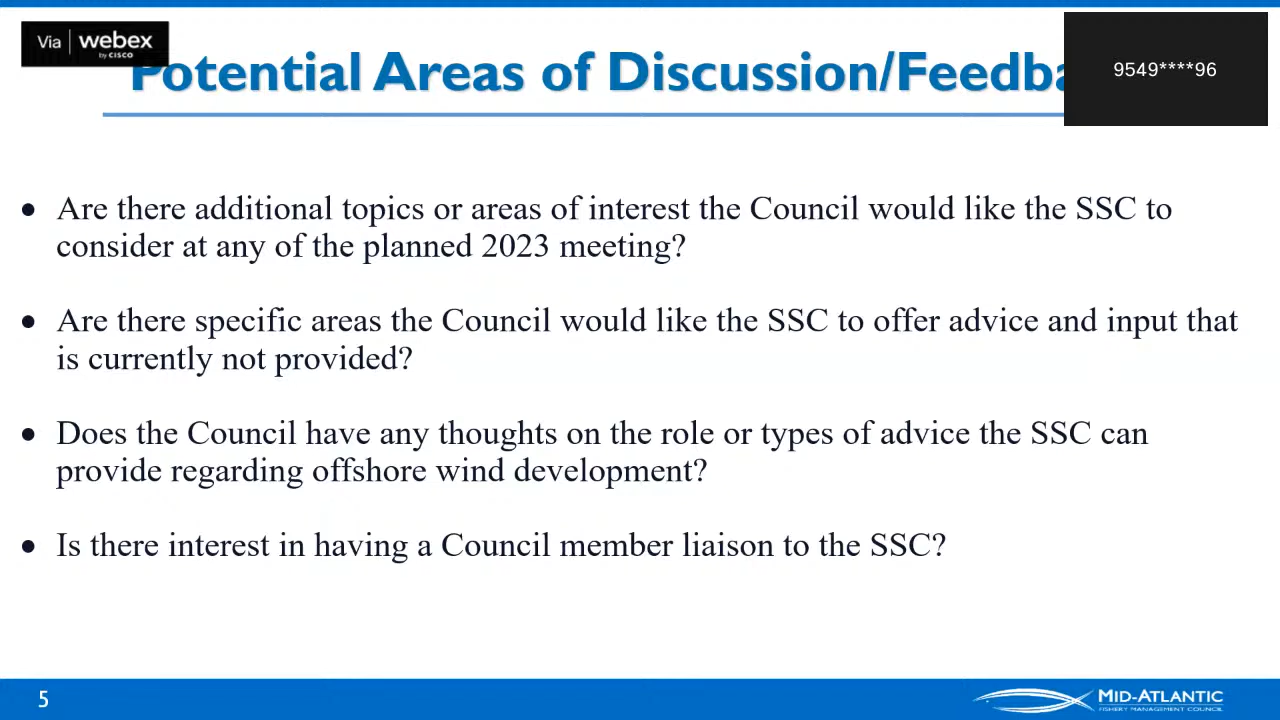 Via webex
by CISCO
Potential Areas of Discussion/Feedba
9549****96
• Are there additional topics or areas of interest the Council would like the SSC to
consider at any of the planned 2023 meeting?
• Are there specific areas the Council would like the SSC to offer advice and input that
is currently not provided?
• Does the Council have any thoughts on the role or types of advice the SSC can
provide regarding offshore wind development?
• Is there interest in having a Council member liaison to the SSC?
5
MID-ATLANTIC
FISHERY MANAGEMENT COUNCIL